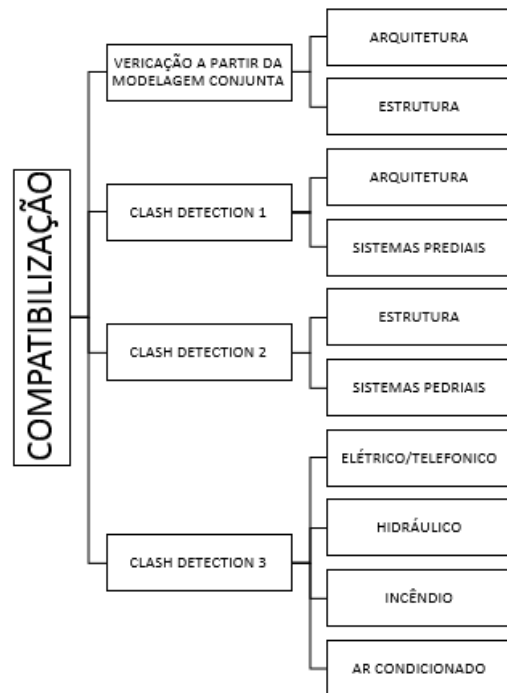 COMPATIBILIZAÇÃO
VERICAÇÃO A PARTIR DA
MODELAGEM CONJUNTA
ARQUITETURA
ESTRUTURA
CLASH DETECTION 1
ARQUITETURA
SISTEMAS PREDIAIS
CLASH DETECTION 2
ESTRUTURA
SISTEMAS PEDRIAIS
CLASH DETECTION 3
ELÉTRICO/TELEFONICO
HIDRÁULICO
INCÊNDIO
AR CONDICIONADO